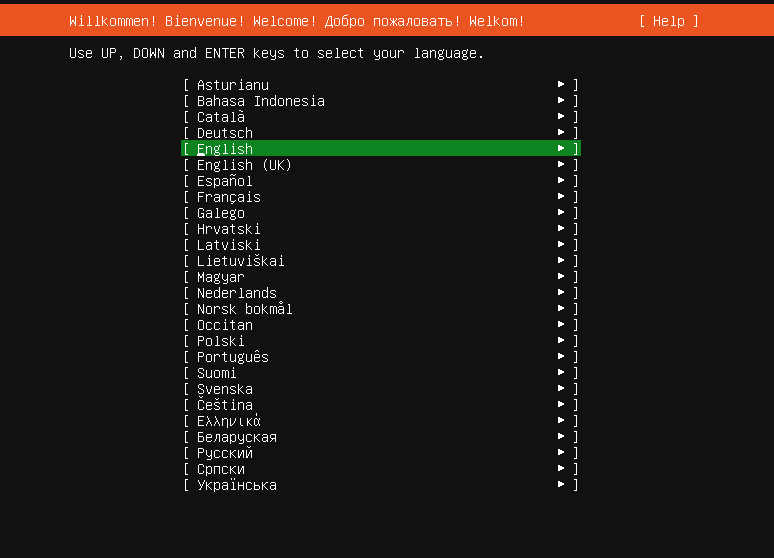 Willkommen! Bienvenue! Welcome! Добро пожаловать! Welkom! [ Help ]
Use UP, DOWN and ENTER keys to select your language.
[ Asturianu ► ]
[ Bahasa Indonesia ► ]
[ Català ► ]
[ Deutsch ► ]
[ English ► ]
[ English (UK) ► ]
[ Español ► ]
[ Français ► ]
[ Galego ► ]
[ Hrvatski ► ]
[ Latviski ► ]
[ Lietuviškai ► ]
[ Magyar ► ]
[ Nederlands ► ]
[ Norsk bokmål ► ]
[ Occitan ► ]
[ Polski ► ]
[ Português ► ]
[ Suomi ► ]
[ Svenska ► ]
[ Čeština ► ]
[ Ελληνικά ► ]
[ Беларуская ► ]
[ Русский ► ]
[ Српски ► ]
[ Українська ► ]